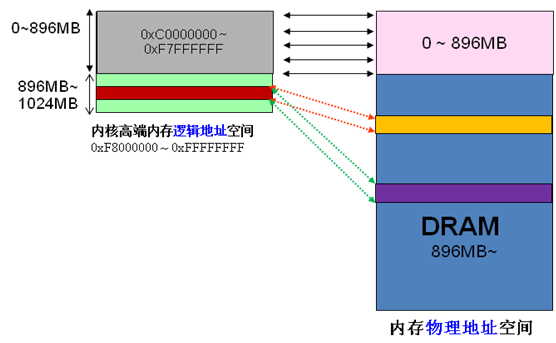 0~896MB
0xC0000000~
0xF7FFFFFF
0 ~ 896MB
896MB~
1024MB
内核高端内存逻辑地址空间
0xF8000000~0xFFFFFFFF
DRAM
896MB~
内存物理地址空间